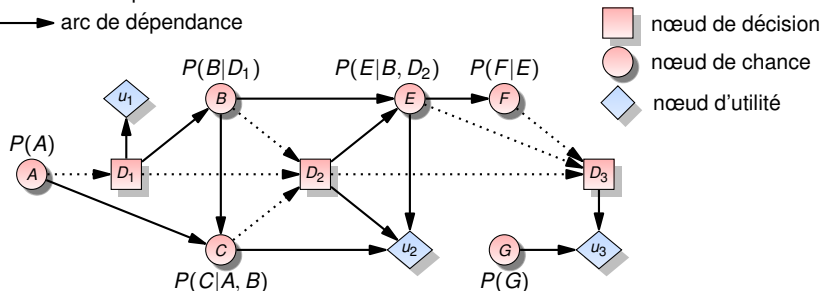 arc de dépendance
nœud de décision
nœud de chance
nœud d'utilité
P(B|D1)
P(E|B, D2)
P(F|E)
u1
B
E
F
P(A)
A
D1
D2
D3
C
u2
G
u3
P(C|A, B)
P(G)